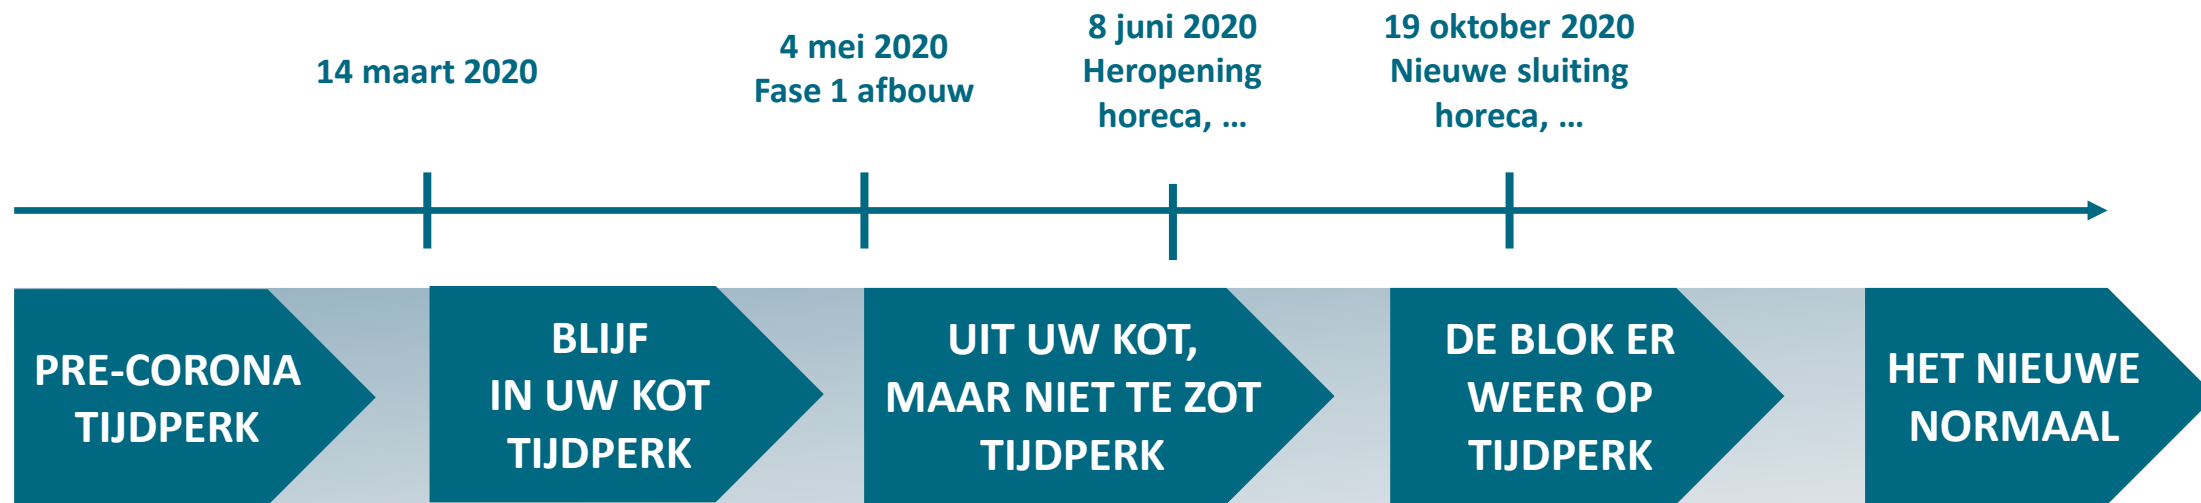 14 maart 2020
4 mei 2020
Fase 1 afbouw
8 juni 2020
Heropening
horeca, ...
19 oktober 2020
Nieuwe sluiting
horeca, ...
PRE-CORONA
TIJDPERK
BLIJF
IN UW KOT
TIJDPERK
UIT UW KOT,
MAAR NIET TE ZOT
TIJDPERK
DE BLOK ER
WEER OP
TIJDPERK
HET NIEUWE
NORMAAL